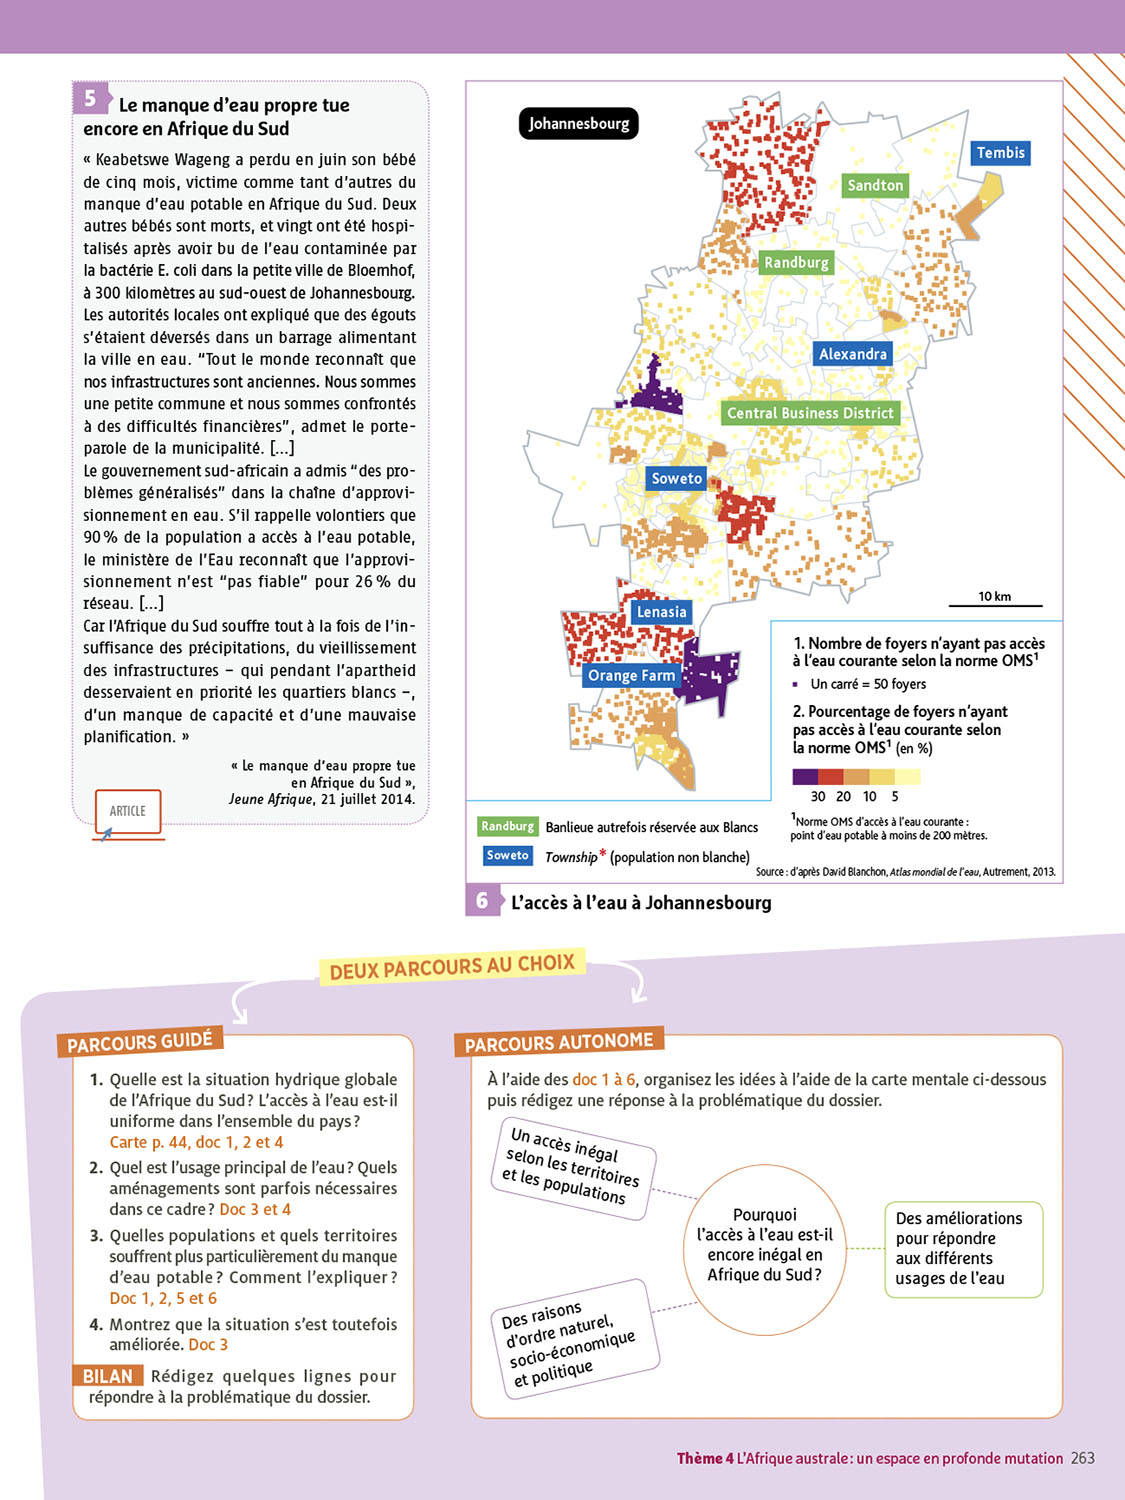 5 Le manque d'eau propre tue
encore en Afrique du Sud
« Keabetswe Wageng a perdu en juin son bébé
de cinq mois, victime comme tant d'autres du
manque d'eau potable en Afrique du Sud. Deux
autres bébés sont morts, et vingt ont été hospi-
talisés après avoir bu de l'eau contaminée par
la bactérie E. coli dans la petite ville de Bloemhof,
à 300 kilomètres au sud-ouest de Johannesbourg.
Les autorités locales ont expliqué que des égouts
s'étaient déversés dans un barrage alimentant
la ville en eau. “Tout le monde reconnaît que
nos infrastructures sont anciennes. Nous sommes
une petite commune et nous sommes confrontés
à des difficultés financières”, admet le porte-
parole de la municipalité. [...]
Le gouvernement sud-africain a admis “des pro-
blèmes généralisés” dans la chaîne d'approvi-
sionnement en eau. S'il rappelle volontiers que
90 % de la population a accès à l'eau potable,
le ministère de l'Eau reconnaît que l'approvi-
sionnement n'est “pas fiable” pour 26 % du
réseau. [...]
Car l'Afrique du Sud souffre tout à la fois de l'in-
suffisance des précipitations, du vieillissement
des infrastructures – qui pendant l'apartheid
desservaient en priorité les quartiers blancs –,
d'un manque de capacité et d'une mauvaise
planification. »
« Le manque d'eau propre tue
en Afrique du Sud »,
Jeune Afrique, 21 juillet 2014.
ARTICLE
Johannesbourg
Tembis
Sandton
Randburg
Alexandra
Central Business District
Soweto
Lenasia
Orange Farm
10 km
1. Nombre de foyers n'ayant pas accès
à l'eau courante selon la norme OMS¹
Un carré = 50 foyers
2. Pourcentage de foyers n'ayant
pas accès à l'eau courante selon
la norme OMS¹ (en %)
30 20 10 5
¹Norme OMS d'accès à l'eau courante :
point d'eau potable à moins de 200 mètres.
Randburg Banlieue autrefois réservée aux Blancs
Soweto Township* (population non blanche)
Source : d'après David Blanchon, Atlas mondial de l'eau, Autrement, 2013.
6 L'accès à l'eau à Johannesbourg
DEUX PARCOURS AU CHOIX
PARCOURS GUIDÉ
1. Quelle est la situation hydrique globale
de l'Afrique du Sud ? L'accès à l'eau est-il
uniforme dans l'ensemble du pays ?
Carte p. 44, doc 1, 2 et 4
2. Quel est l'usage principal de l'eau ? Quels
aménagements sont parfois nécessaires
dans ce cadre ? Doc 3 et 4
3. Quelles populations et quels territoires
souffrent plus particulièrement du manque
d'eau potable ? Comment l'expliquer ?
Doc 1, 2, 5 et 6
4. Montrez que la situation s'est toutefois
améliorée. Doc 3
BILAN Rédigez quelques lignes pour
répondre à la problématique du dossier.
PARCOURS AUTONOME
À l'aide des doc 1 à 6, organisez les idées à l'aide de la carte mentale ci-dessous
puis rédigez une réponse à la problématique du dossier.
Un accès inégal
selon les territoires
et les populations
Pourquoi
l'accès à l'eau est-il
encore inégal en
Afrique du Sud ?
Des améliorations
pour répondre
aux différents
usages de l'eau
Des raisons
d'ordre naturel,
socio-économique
et politique
Thème 4 L'Afrique australe : un espace en profonde mutation 263